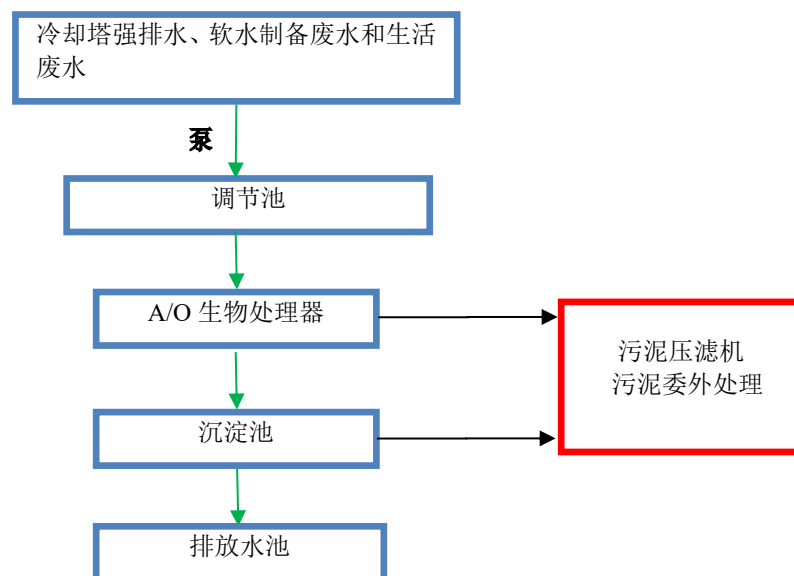 冷却塔强排水、软水制备废水和生活
废水
泵
调节池
A/O 生物处理器
污泥压滤机
污泥委外处理
沉淀池
排放水池